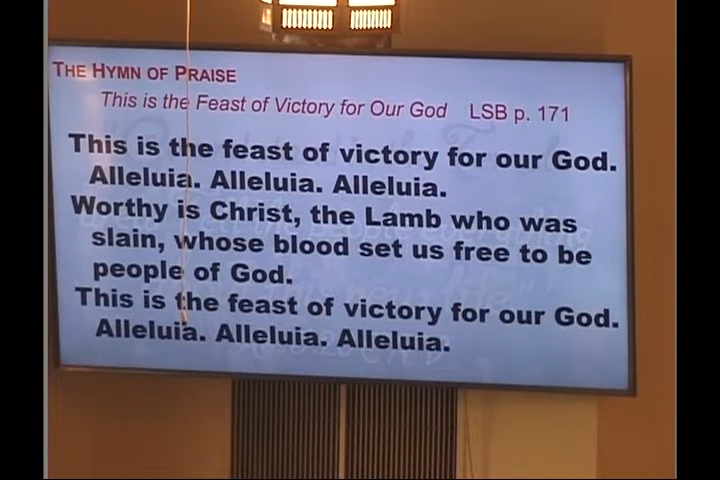 THE HYMN OF PRAISE
This is the Feast of Victory for Our God LSB p. 171
This is the feast of victory for our God.
Alleluia. Alleluia. Alleluia.
Worthy is Christ, the Lamb who was
slain, whose blood set us free to be
people of God.
This is the feast of victory for our God.
Alleluia. Alleluia. Alleluia.